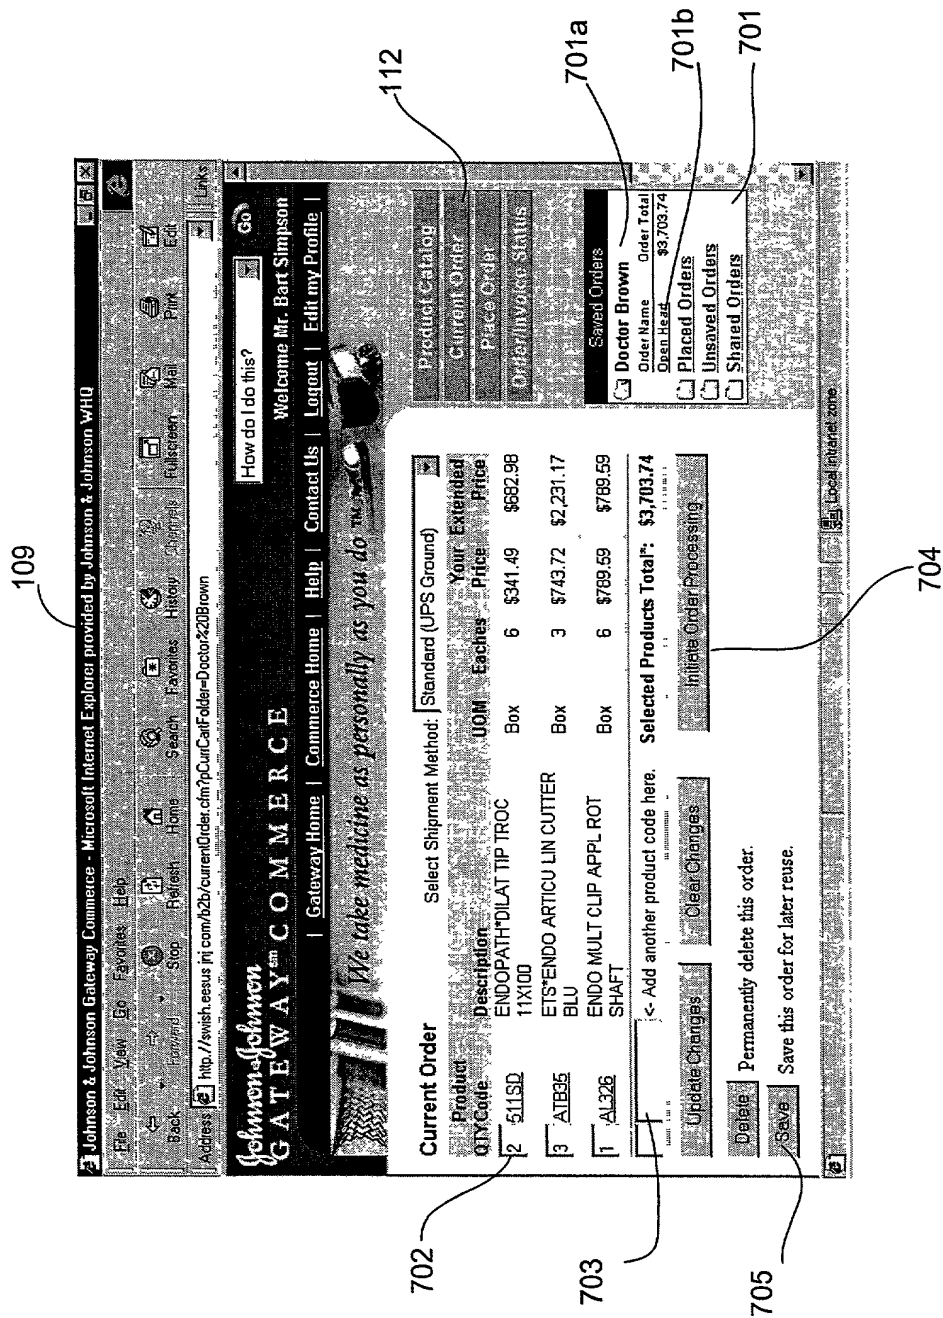 109
Johnson & Johnson Gateway Commerce - Microsoft Internet Explorer provided by Johnson & Johnson WHQ
File Edit View Go Favorites Help
Back Forward Stop Refresh Home Search Favorites History Channels Fullscreen Mail Print Edit
Address http://swish.eesus.jnj.com/b2b/currentOrder.cfm?pCurrCartFolder=Doctor%20Brown Links
Johnson & Johnson
GATEWAY℠ COMMERCE
How do I do this? Go
Welcome Mr. Bart Simpson
| Gateway Home | Commerce Home | Help | Contact Us | Logout | Edit my Profile |
We take medicine as personally as you do ™
112
Product Catalog
Current Order
Place Order
Order/Invoice Status
Current Order
Select Shipment Method: Standard (UPS Ground)
QTY Product Code Description UOM Eaches Your Price Extended Price
702
2 511SD ENDOPATH*DILAT TIP TROC 11X100 Box 6 $341.49 $682.98
3 ATB35 ETS*ENDO ARTICU LIN CUTTER BLU Box 3 $743.72 $2,231.17
1 AL326 ENDO MULT CLIP APPL ROT SHAFT Box 6 $789.59 $789.59
703
<- Add another product code here. Selected Products Total*: $3,703.74
Update Changes Clear Changes Initiate Order Processing
704
Delete Permanently delete this order.
Save Save this order for later reuse.
705
Saved Orders
Doctor Brown
Order Name Order Total
Open Heart $3,703.74
Placed Orders
Unsaved Orders
Shared Orders
701a
701b
701
Local intranet zone